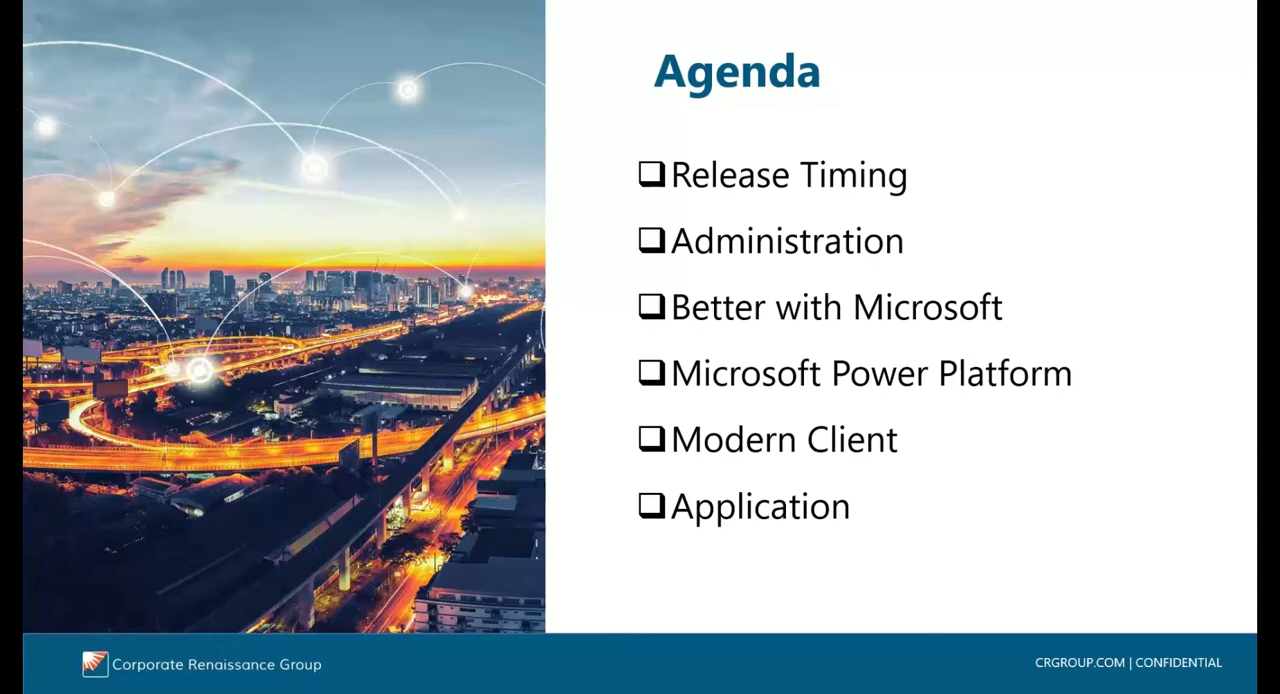 Agenda
Release Timing
Administration
Better with Microsoft
Microsoft Power Platform
Modern Client
Application
Corporate Renaissance Group
CRGROUP.COM | CONFIDENTIAL